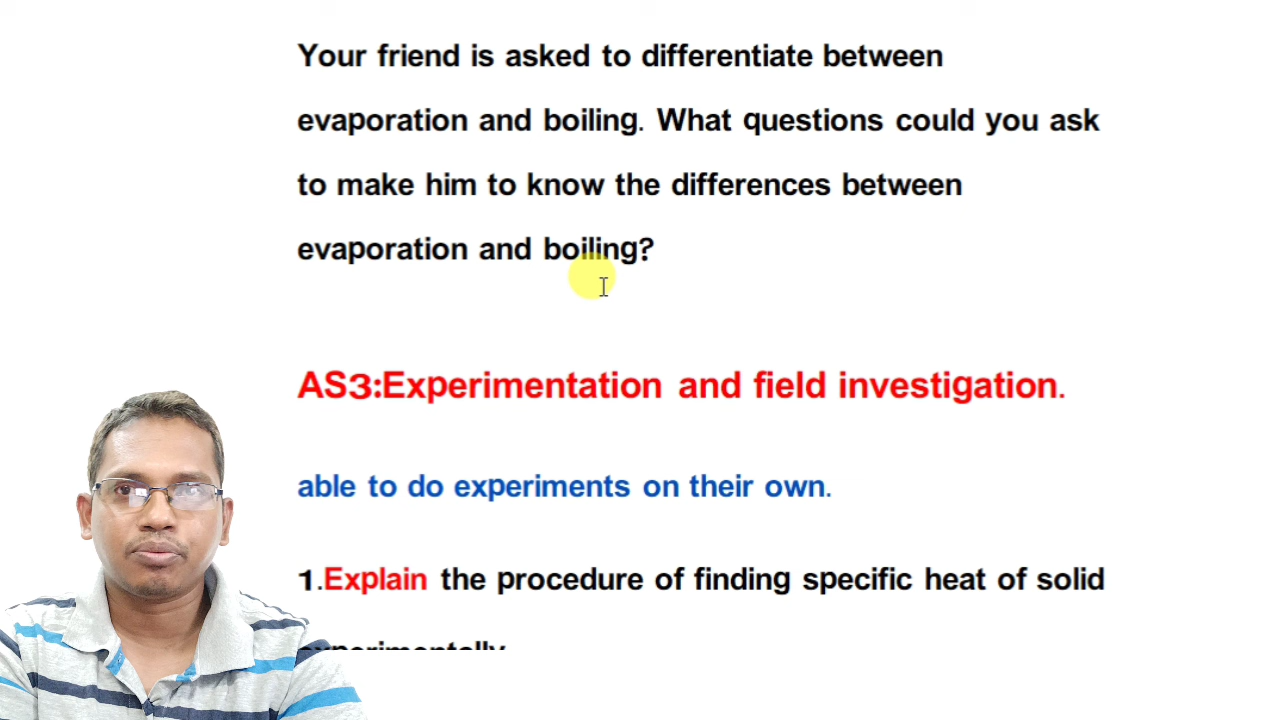 Your friend is asked to differentiate between
evaporation and boiling. What questions could you ask
to make him to know the differences between
evaporation and boiling?
AS3:Experimentation and field investigation.
able to do experiments on their own.
1.Explain the procedure of finding specific heat of solid
experimentally